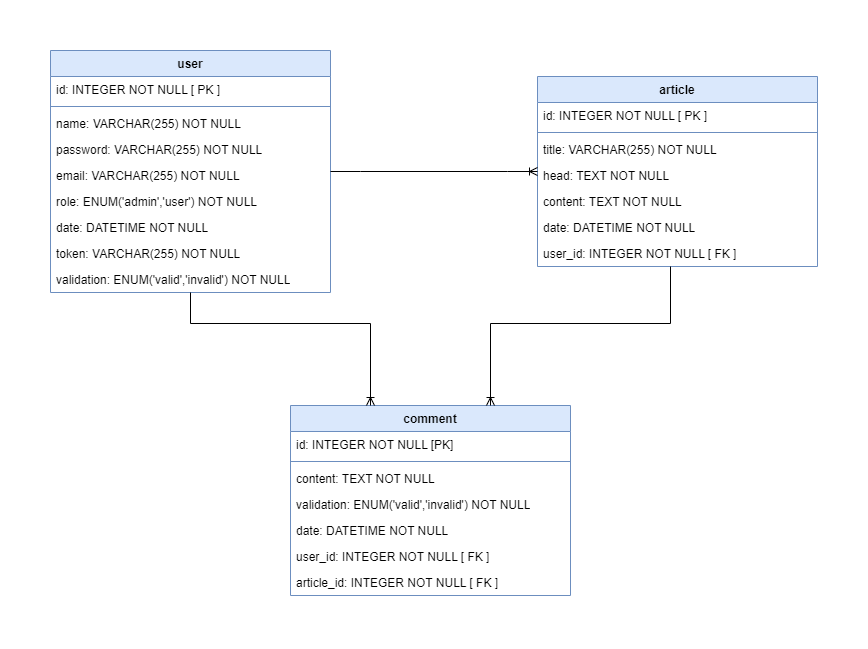 user
id: INTEGER NOT NULL [ PK ]
name: VARCHAR(255) NOT NULL
password: VARCHAR(255) NOT NULL
email: VARCHAR(255) NOT NULL
role: ENUM('admin','user') NOT NULL
date: DATETIME NOT NULL
token: VARCHAR(255) NOT NULL
validation: ENUM('valid','invalid') NOT NULL
article
id: INTEGER NOT NULL [ PK ]
title: VARCHAR(255) NOT NULL
head: TEXT NOT NULL
content: TEXT NOT NULL
date: DATETIME NOT NULL
user_id: INTEGER NOT NULL [ FK ]
comment
id: INTEGER NOT NULL [PK]
content: TEXT NOT NULL
validation: ENUM('valid','invalid') NOT NULL
date: DATETIME NOT NULL
user_id: INTEGER NOT NULL [ FK ]
article_id: INTEGER NOT NULL [ FK ]